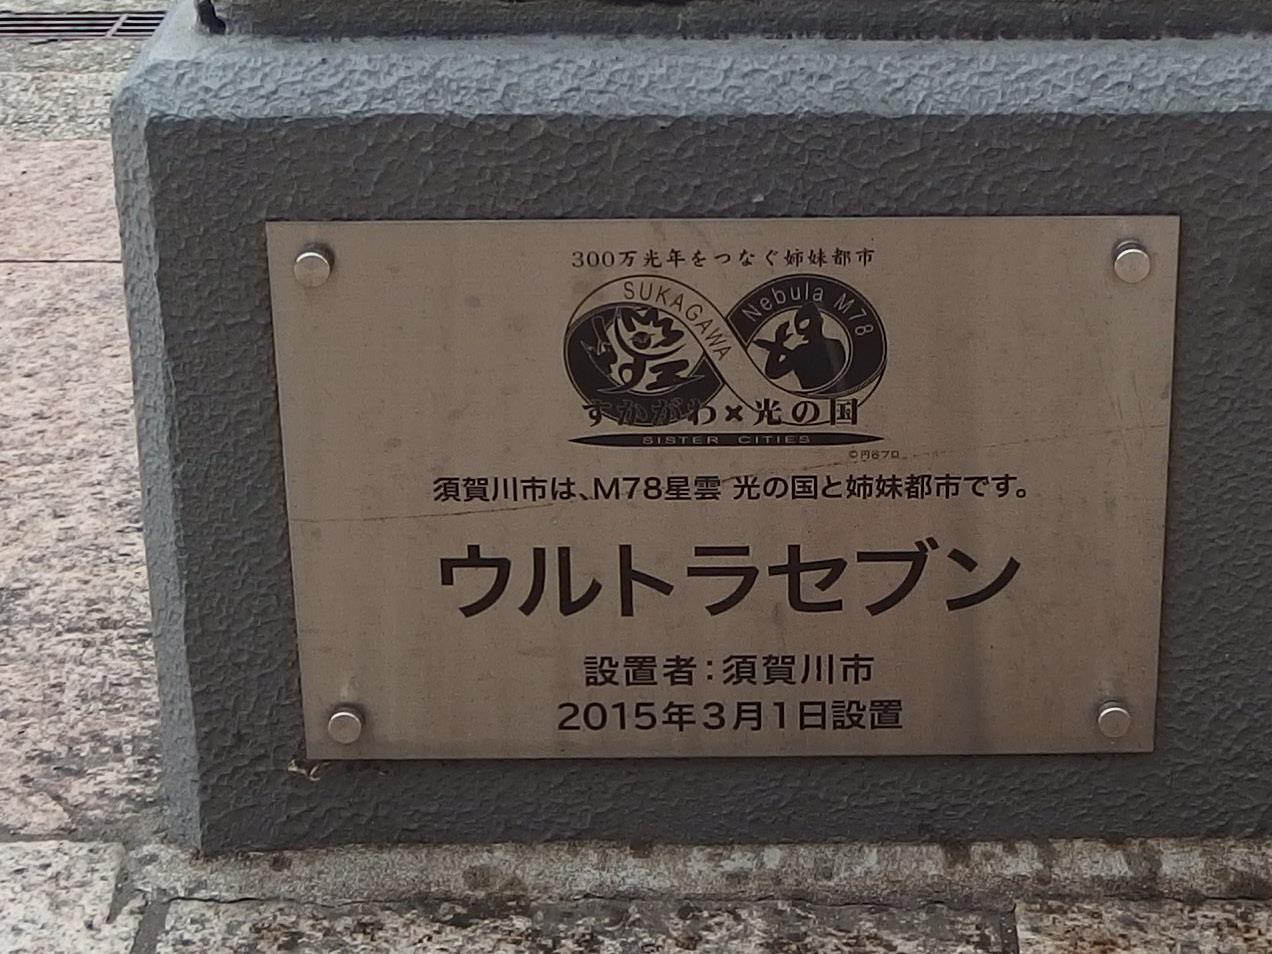 300万光年をつなぐ姉妹都市
SUKAGAWA Nebula M78
すかがわ×光の国
SISTER CITIES
©円谷プロ
須賀川市は、M78星雲 光の国と姉妹都市です。
ウルトラセブン
設置者：須賀川市
2015年3月1日設置